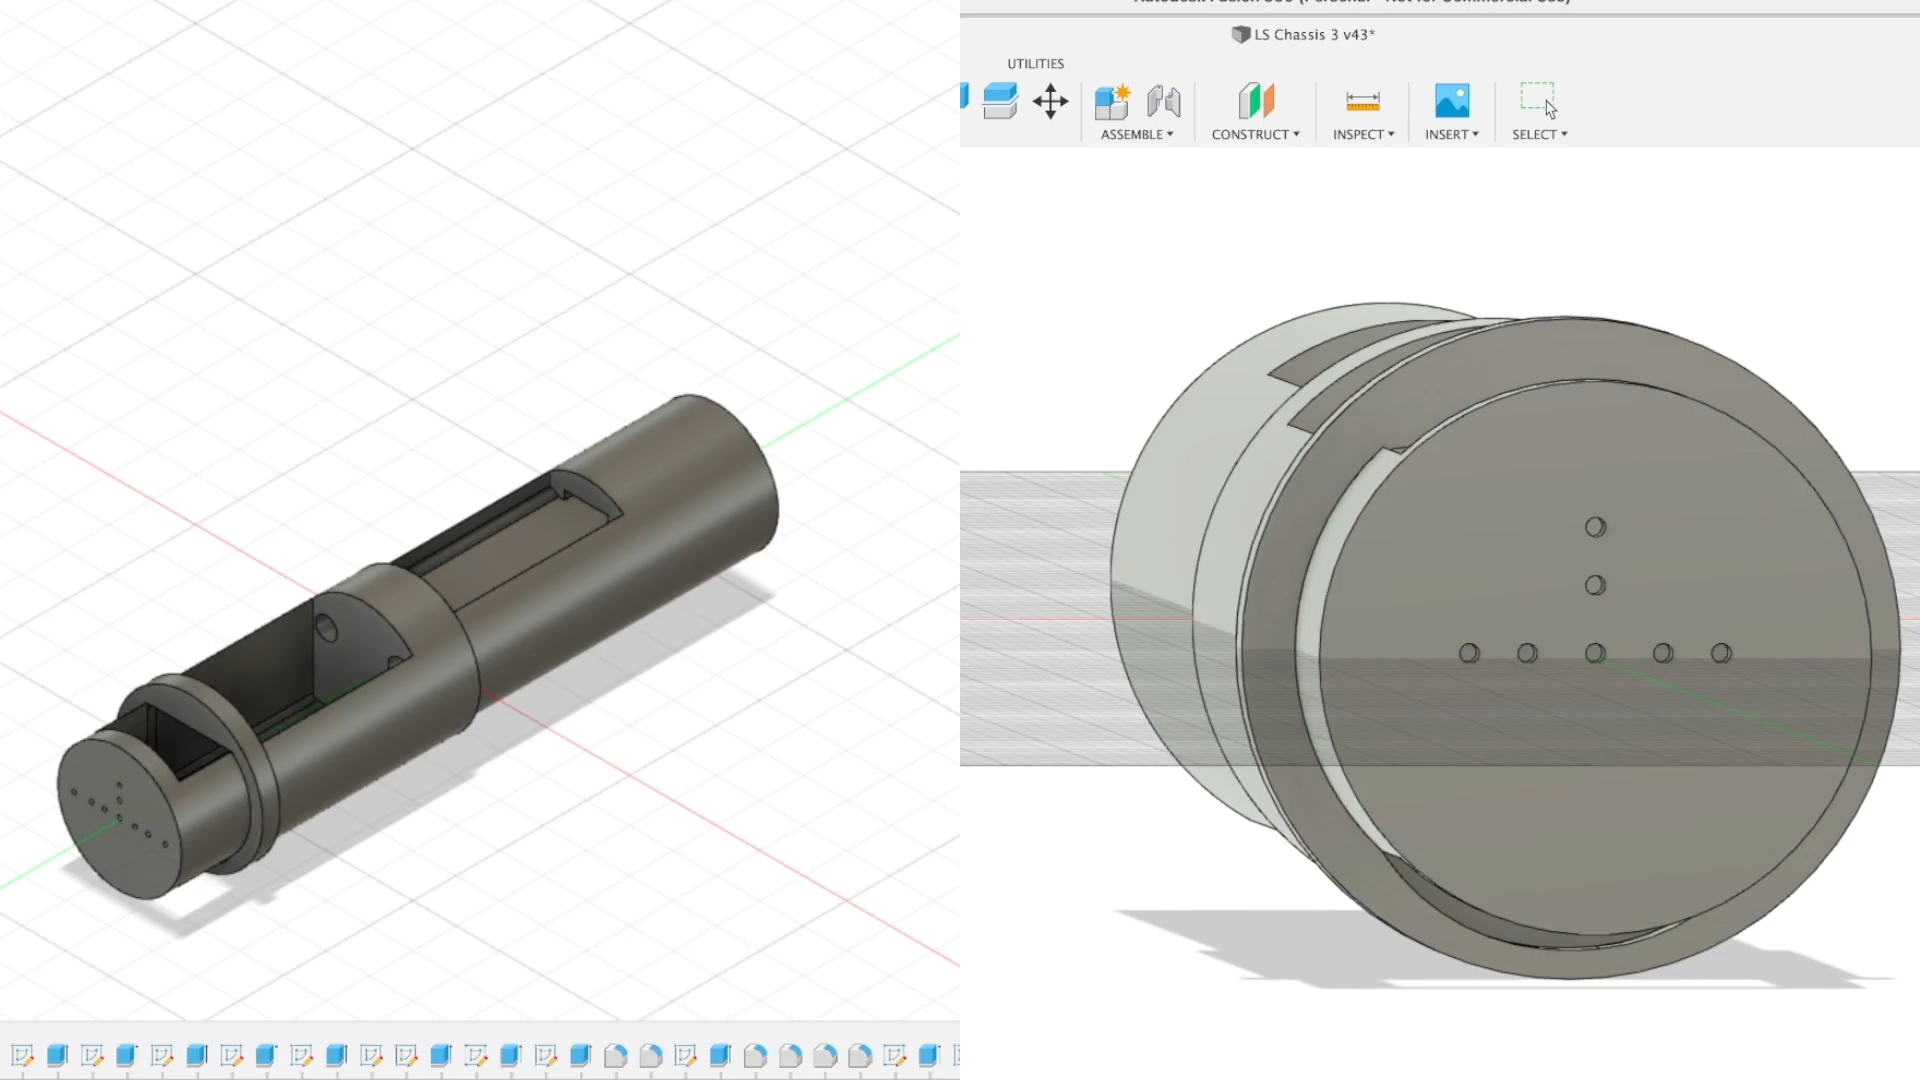 LS Chassis 3 v43*
UTILITIES
ASSEMBLE CONSTRUCT INSPECT INSERT SELECT